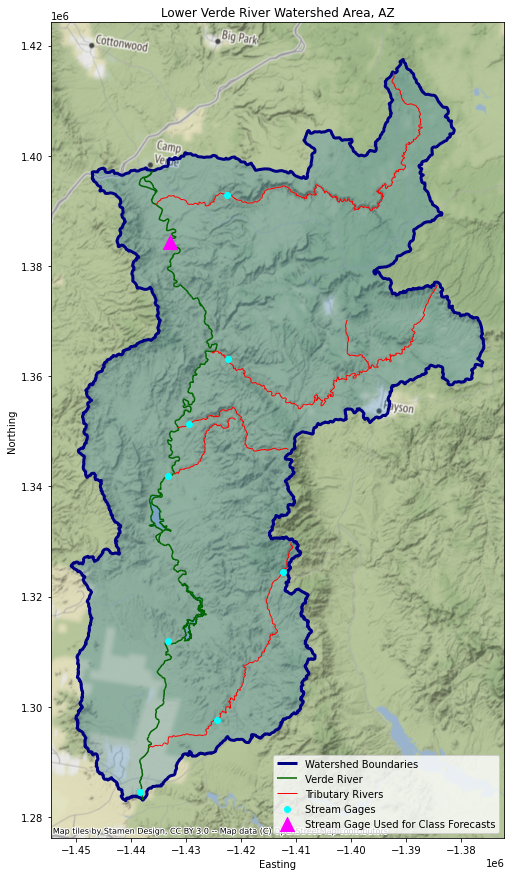 Lower Verde River Watershed Area, AZ
1e6
1.42
1.40
1.38
1.36
1.34
1.32
1.30
1.28
Northing
Cottonwood
Big Park
Camp
Verde
Payson
Watershed Boundaries
Verde River
Tributary Rivers
Stream Gages
Stream Gage Used for Class Forecasts
Map tiles by Stamen Design, CC BY 3.0 -- Map data (C)
−1.45
−1.44
−1.43
−1.42
−1.41
−1.40
−1.39
−1.38
Easting
1e6